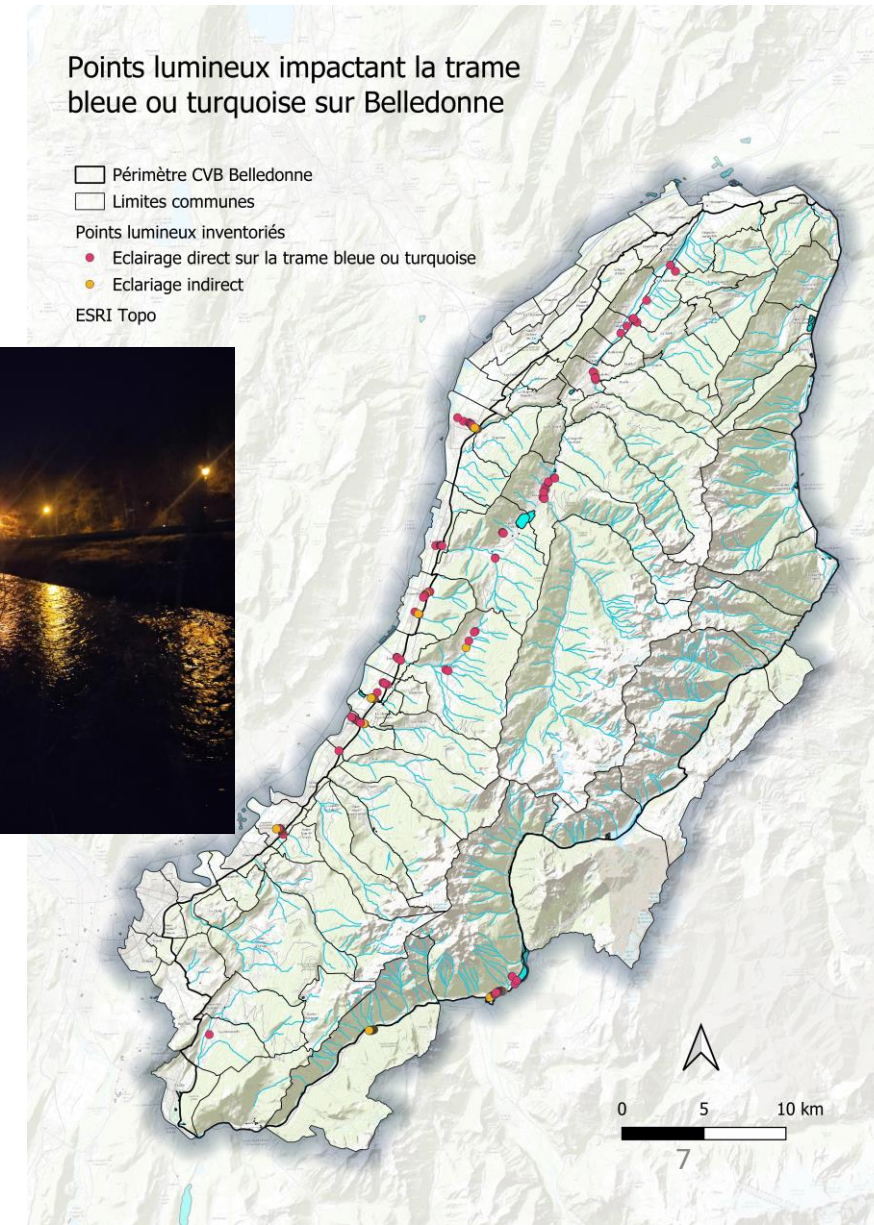 Points lumineux impactant la trame
bleue ou turquoise sur Belledonne
Périmètre CVB Belledonne
Limites communes
Points lumineux inventoriés
Eclairage direct sur la trame bleue ou turquoise
Eclariage indirect
ESRI Topo
0 5 10 km
7